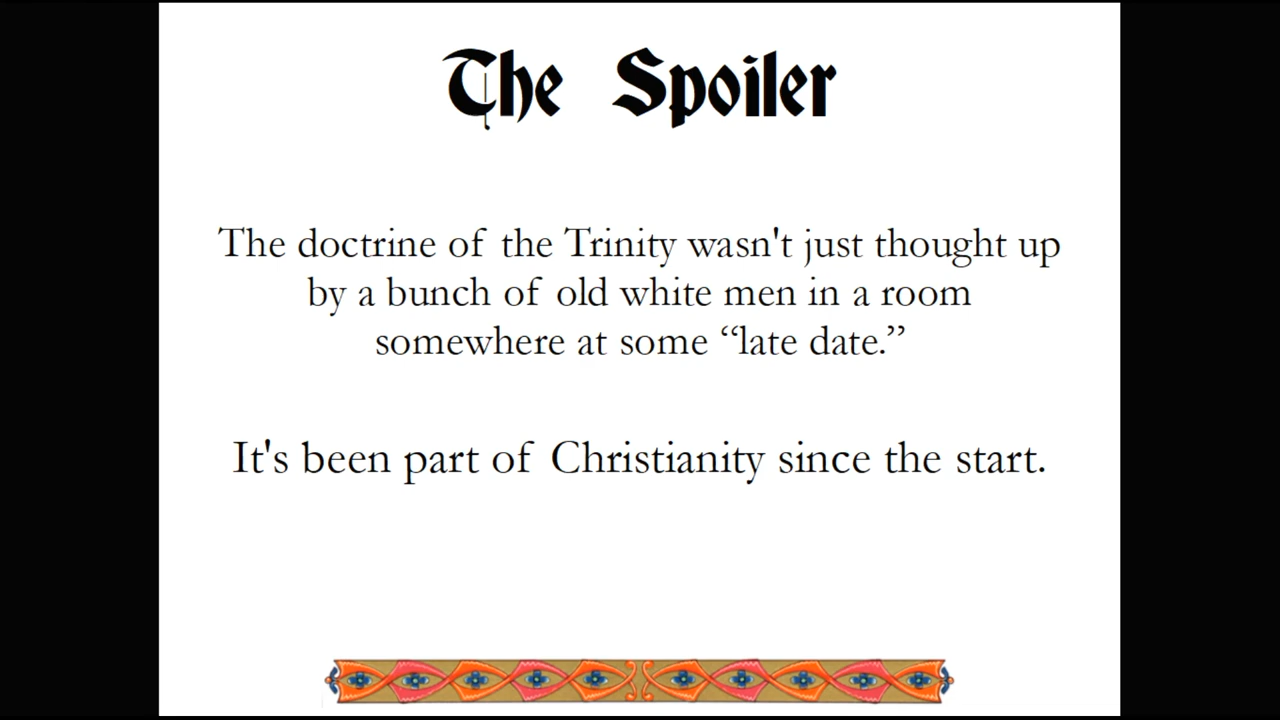 The Spoiler
The doctrine of the Trinity wasn't just thought up
by a bunch of old white men in a room
somewhere at some “late date.”
It's been part of Christianity since the start.